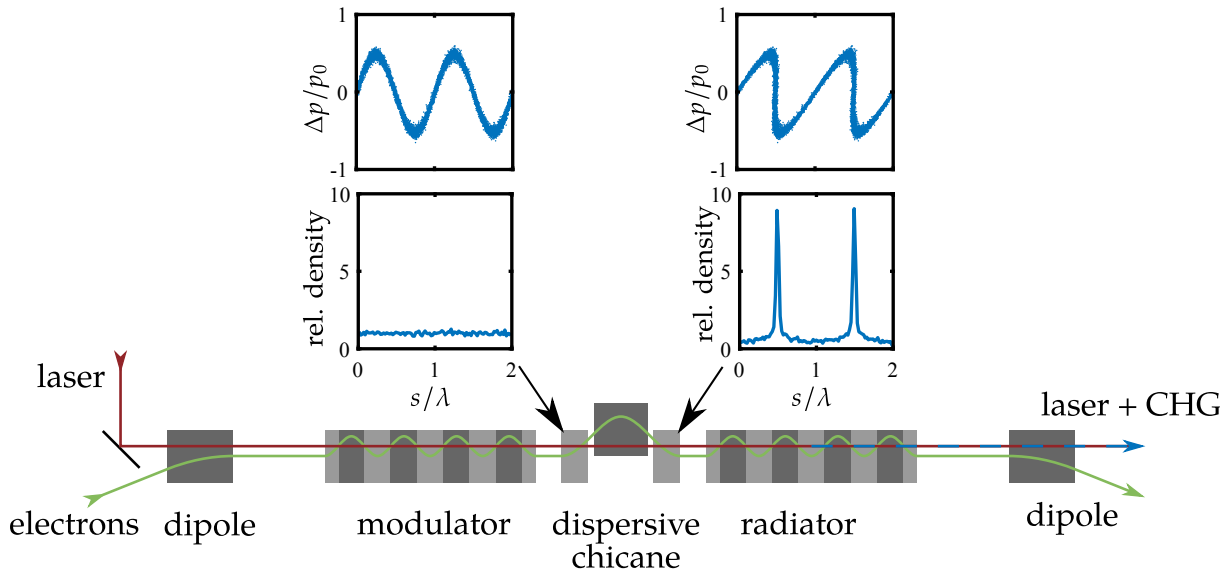 1
Δp/p₀
0
-1
10
rel. density
5
0
0
1
2
s/λ
1
Δp/p₀
0
-1
10
rel. density
5
0
0
1
2
s/λ
laser
electrons
dipole
modulator
dispersive
chicane
radiator
laser + CHG
dipole